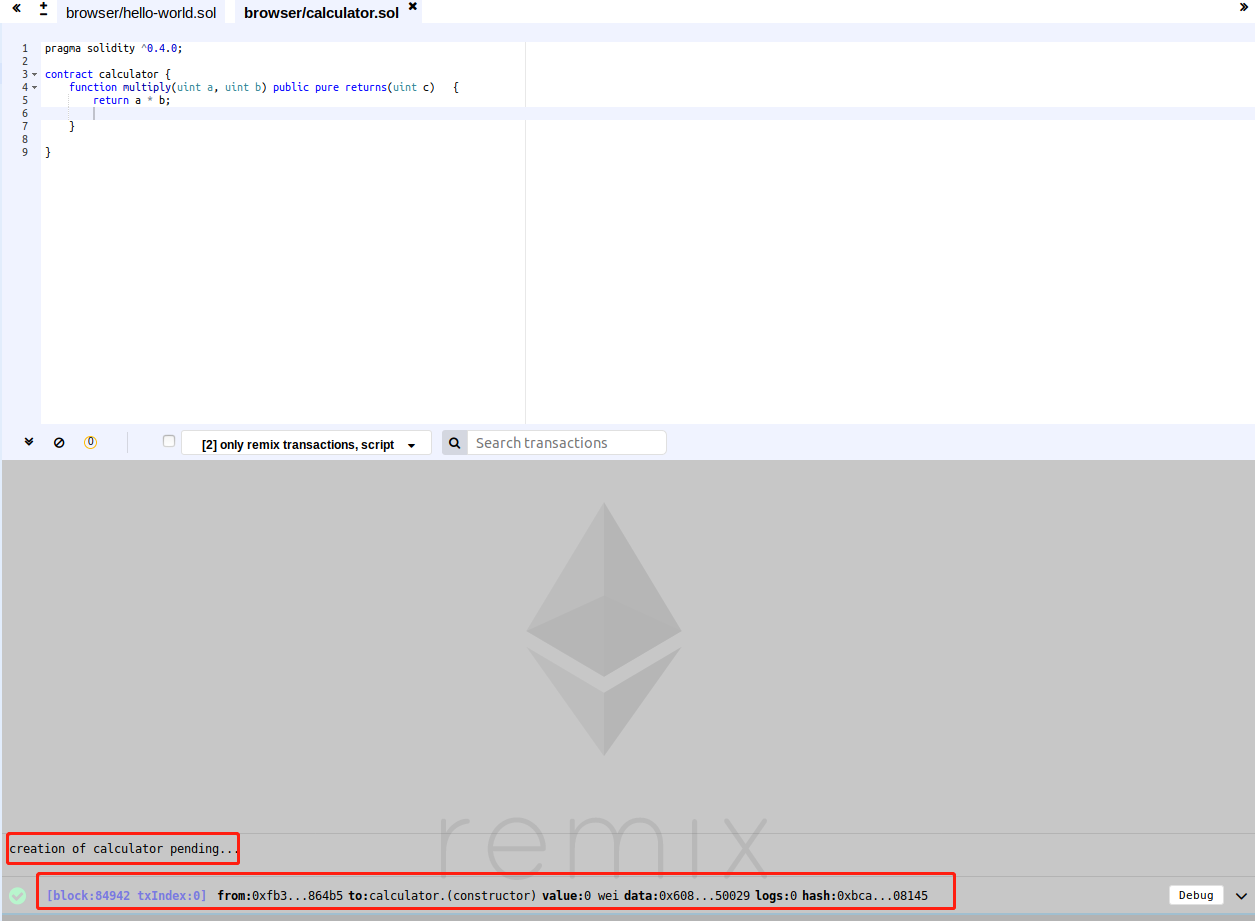 browser/hello-world.sol browser/calculator.sol
1 pragma solidity ^0.4.0;
2
3 contract calculator {
4 function multiply(uint a, uint b) public pure returns(uint c) {
5 return a * b;
6
7 }
8
9 }
0 [2] only remix transactions, script Search transactions
remix
creation of calculator pending...
[block:84942 txIndex:0] from:0xfb3...864b5 to:calculator.(constructor) value:0 wei data:0x608...50029 logs:0 hash:0xbca...08145 Debug